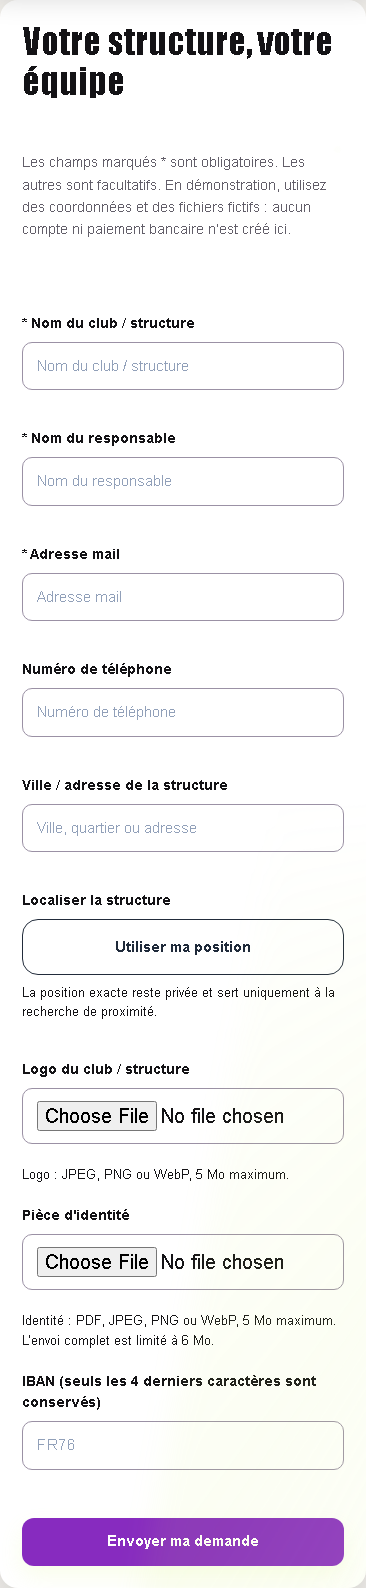 Votre structure, votre
équipe
Les champs marqués * sont obligatoires. Les
autres sont facultatifs. En démonstration, utilisez
des coordonnées et des fichiers fictifs : aucun
compte ni paiement bancaire n'est créé ici.
* Nom du club / structure
Nom du club / structure
* Nom du responsable
Nom du responsable
* Adresse mail
Adresse mail
Numéro de téléphone
Numéro de téléphone
Ville / adresse de la structure
Ville, quartier ou adresse
Localiser la structure
Utiliser ma position
La position exacte reste privée et sert uniquement à la
recherche de proximité.
Logo du club / structure
Choose File No file chosen
Logo : JPEG, PNG ou WebP, 5 Mo maximum.
Pièce d'identité
Choose File No file chosen
Identité : PDF, JPEG, PNG ou WebP, 5 Mo maximum.
L'envoi complet est limité à 6 Mo.
IBAN (seuls les 4 derniers caractères sont
conservés)
FR76
Envoyer ma demande